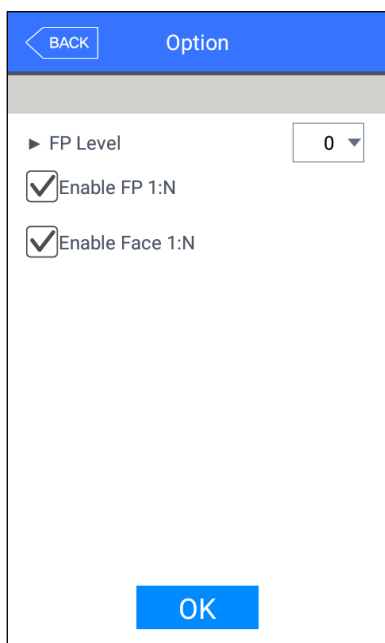 BACK Option
► FP Level 0
Enable FP 1:N
Enable Face 1:N
OK